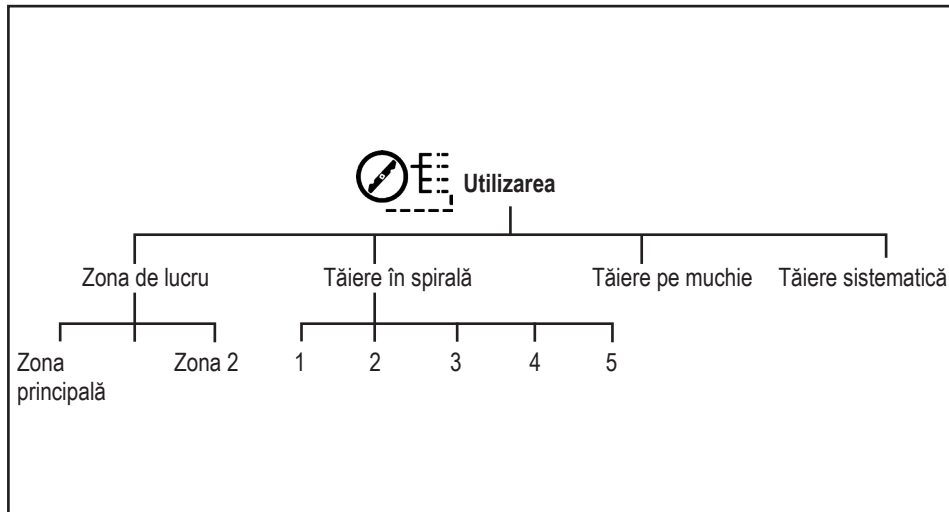 Utilizarea
Zona de lucru Tăiere în spirală Tăiere pe muchie Tăiere sistematică
Zona principală Zona 2 1 2 3 4 5